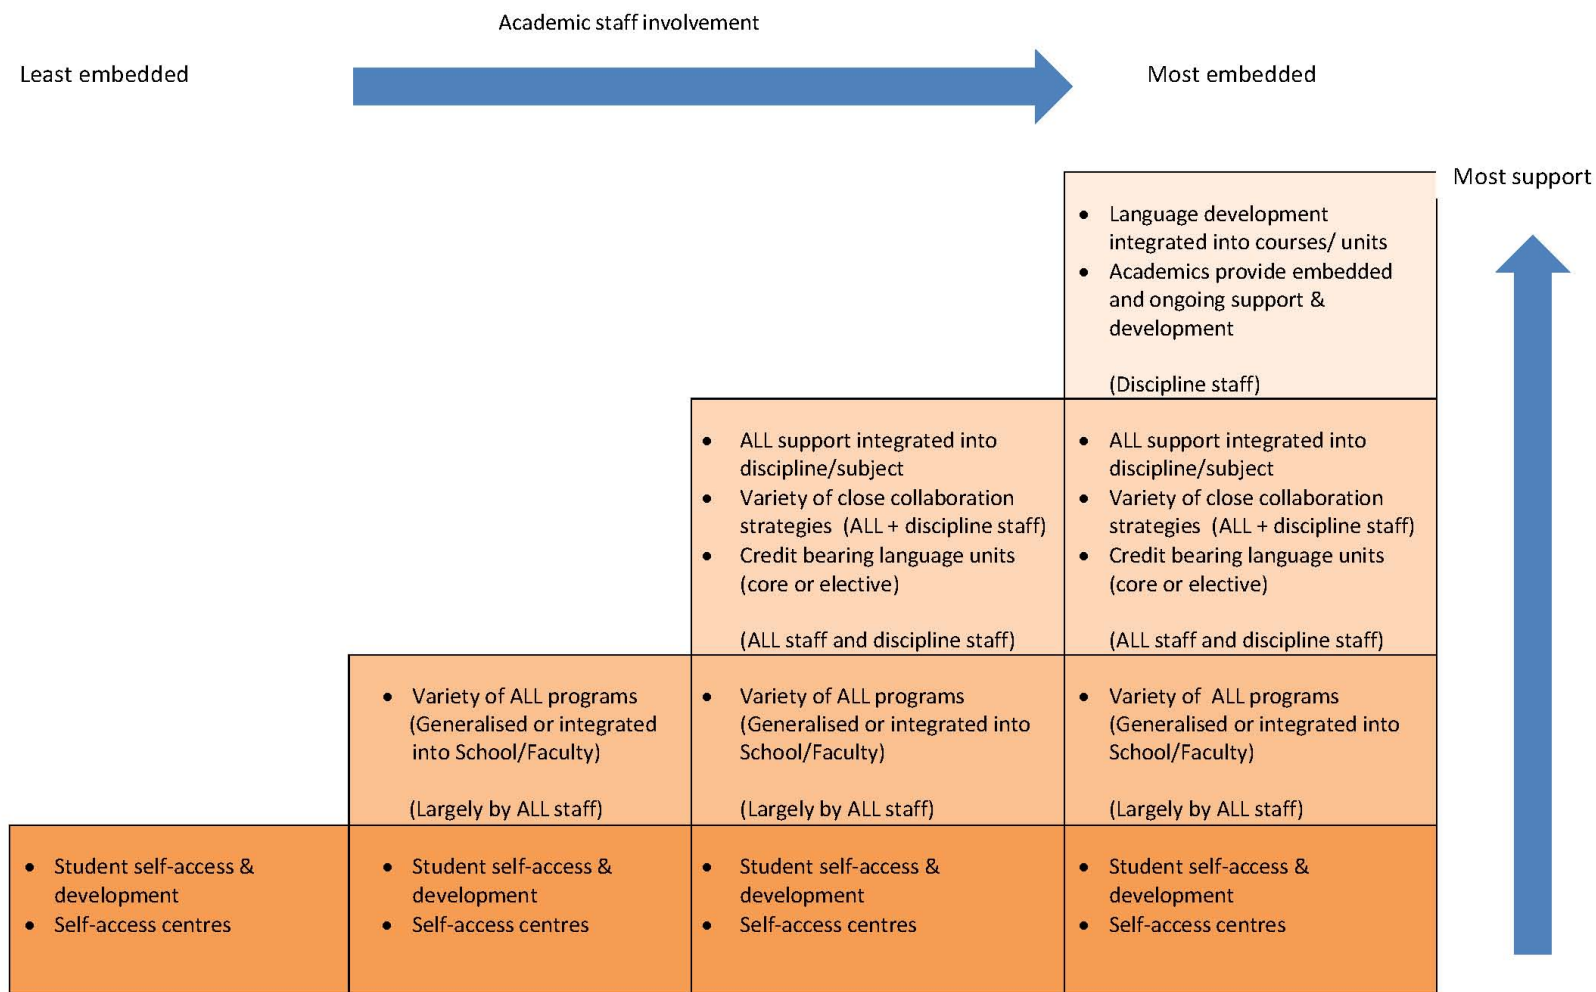 Academic staff involvement
Least embedded
Most embedded
Most support
• Language development
integrated into courses/ units
• Academics provide embedded
and ongoing support &
development
(Discipline staff)
• ALL support integrated into
discipline/subject
• Variety of close collaboration
strategies (ALL + discipline staff)
• Credit bearing language units
(core or elective)
(ALL staff and discipline staff)
• ALL support integrated into
discipline/subject
• Variety of close collaboration
strategies (ALL + discipline staff)
• Credit bearing language units
(core or elective)
(ALL staff and discipline staff)
• Variety of ALL programs
(Generalised or integrated
into School/Faculty)
(Largely by ALL staff)
• Variety of ALL programs
(Generalised or integrated into
School/Faculty)
(Largely by ALL staff)
• Variety of ALL programs
(Generalised or integrated into
School/Faculty)
(Largely by ALL staff)
• Student self-access &
development
• Self-access centres
• Student self-access &
development
• Self-access centres
• Student self-access &
development
• Self-access centres
• Student self-access &
development
• Self-access centres